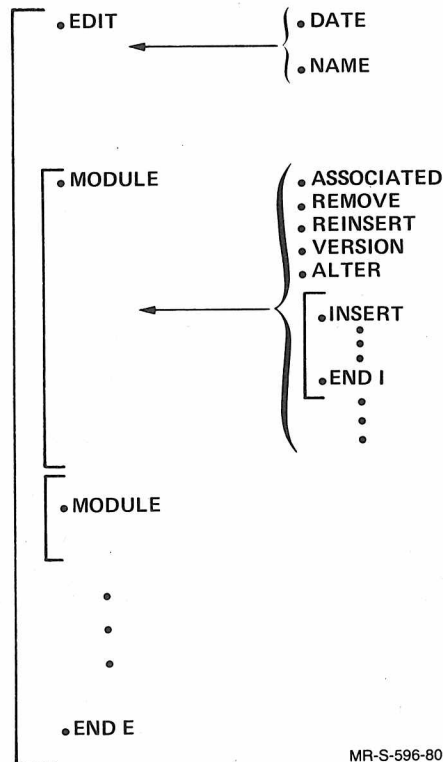 .EDIT
.DATE
.NAME
.MODULE
.ASSOCIATED
.REMOVE
.REINSERT
.VERSION
.ALTER
.INSERT
.END I
.MODULE
.END E
MR-S-596-80